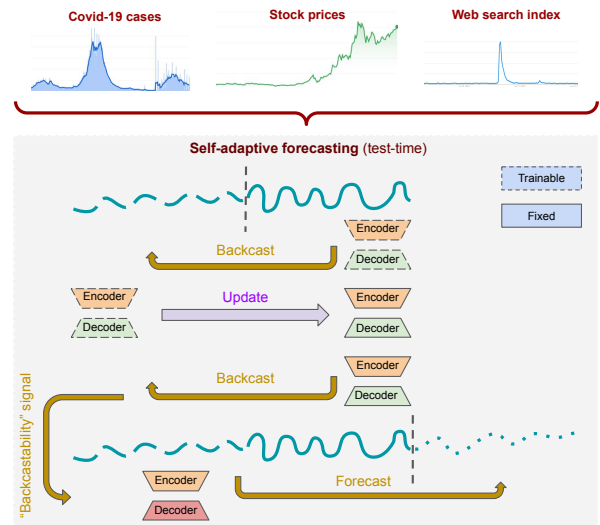 Covid-19 cases
Stock prices
Web search index
Self-adaptive forecasting (test-time)
Trainable
Fixed
Encoder
Backcast
Decoder
Encoder
Update
Encoder
Decoder
Decoder
Encoder
Backcast
Decoder
"Backcastability" signal
Encoder
Forecast
Decoder